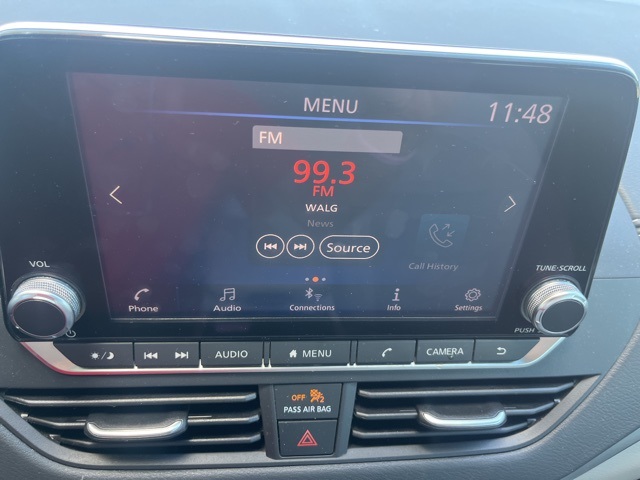 MENU
11:48
FM
99.3
FM
WALG
News
Source
Call History
Phone
Audio
Connections
Info
Settings
VOL
TUNE·SCROLL
PUSH
AUDIO
MENU
CAMERA
OFF 2
PASS AIR BAG